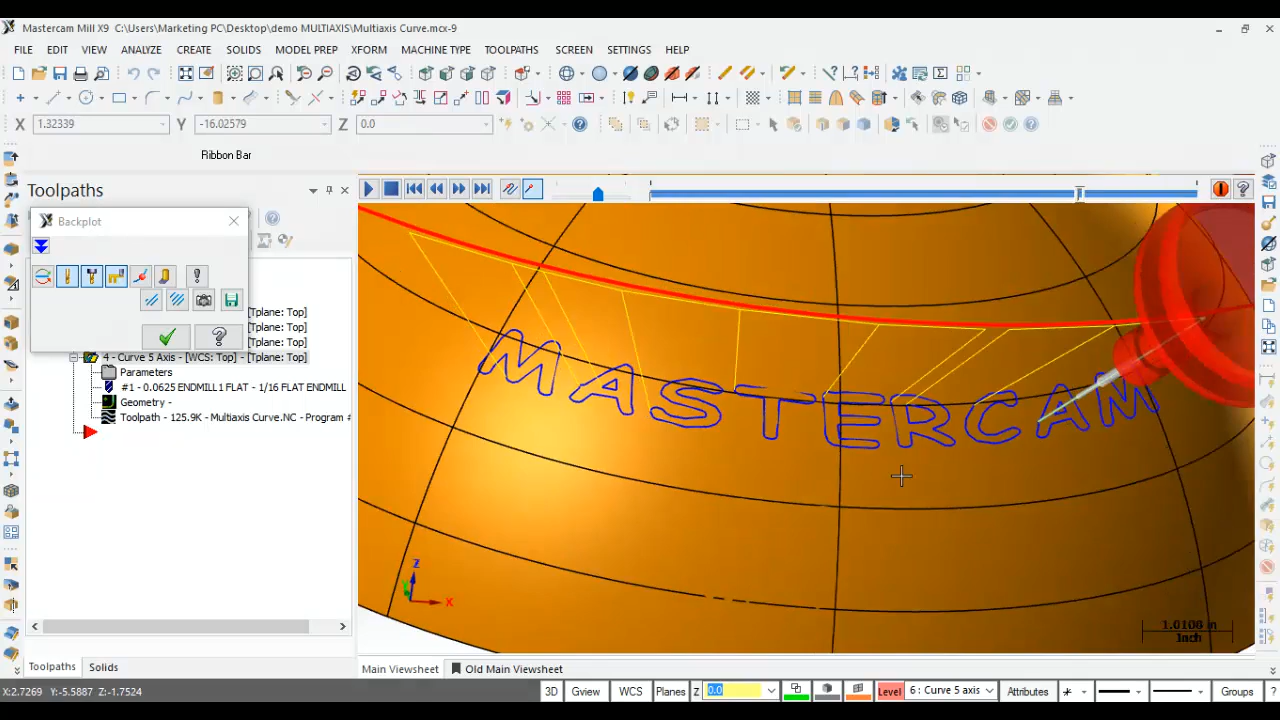 Mastercam Mill X9 C:\Users\Marketing PC\Desktop\demo MULTIAXIS\Multiaxis Curve.mcx-9
FILE EDIT VIEW ANALYZE CREATE SOLIDS MODEL PREP XFORM MACHINE TYPE TOOLPATHS SCREEN SETTINGS HELP
X 1.32339 Y -16.02579 Z 0.0
Ribbon Bar
Toolpaths
Backplot
[Tplane: Top]
[Tplane: Top]
[Tplane: Top]
4 - Curve 5 Axis - [WCS: Top] - [Tplane: Top]
Parameters
#1 - 0.0625 ENDMILL1 FLAT - 1/16 FLAT ENDMILL
Geometry -
Toolpath - 125.9K - Multiaxis Curve.NC - Program #
MASTERCAM
Z
Y
X
1.0108 in
Inch
Toolpaths Solids
Main Viewsheet Old Main Viewsheet
X:2.7269 Y:-5.5887 Z:-1.7524 3D Gview WCS Planes Z 0.0 Level 6 : Curve 5 axis Attributes Groups ?